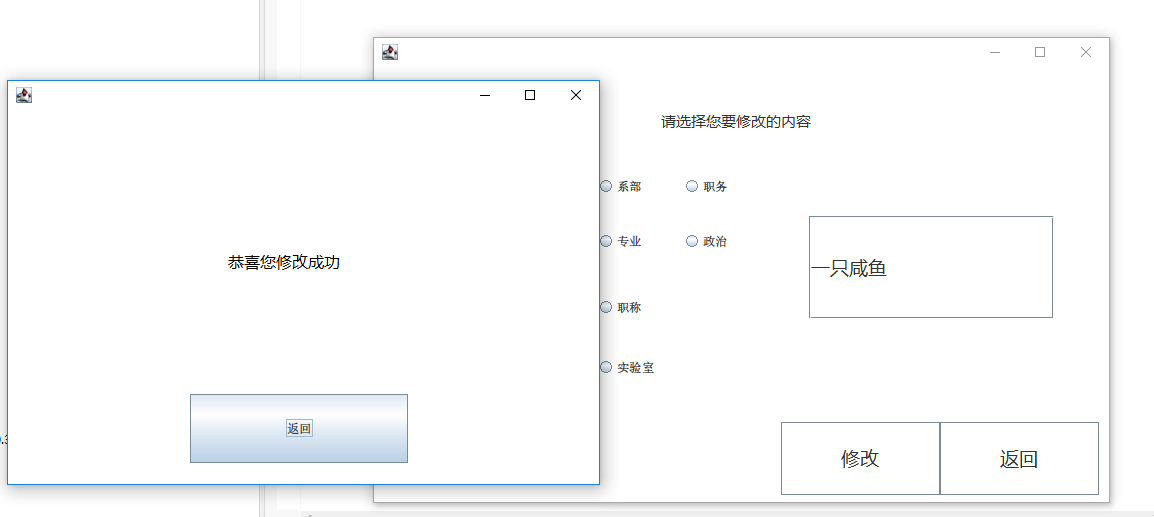 请选择您要修改的内容
系部
职务
专业
政治
一只咸鱼
恭喜您修改成功
职称
实验室
返回
修改
返回